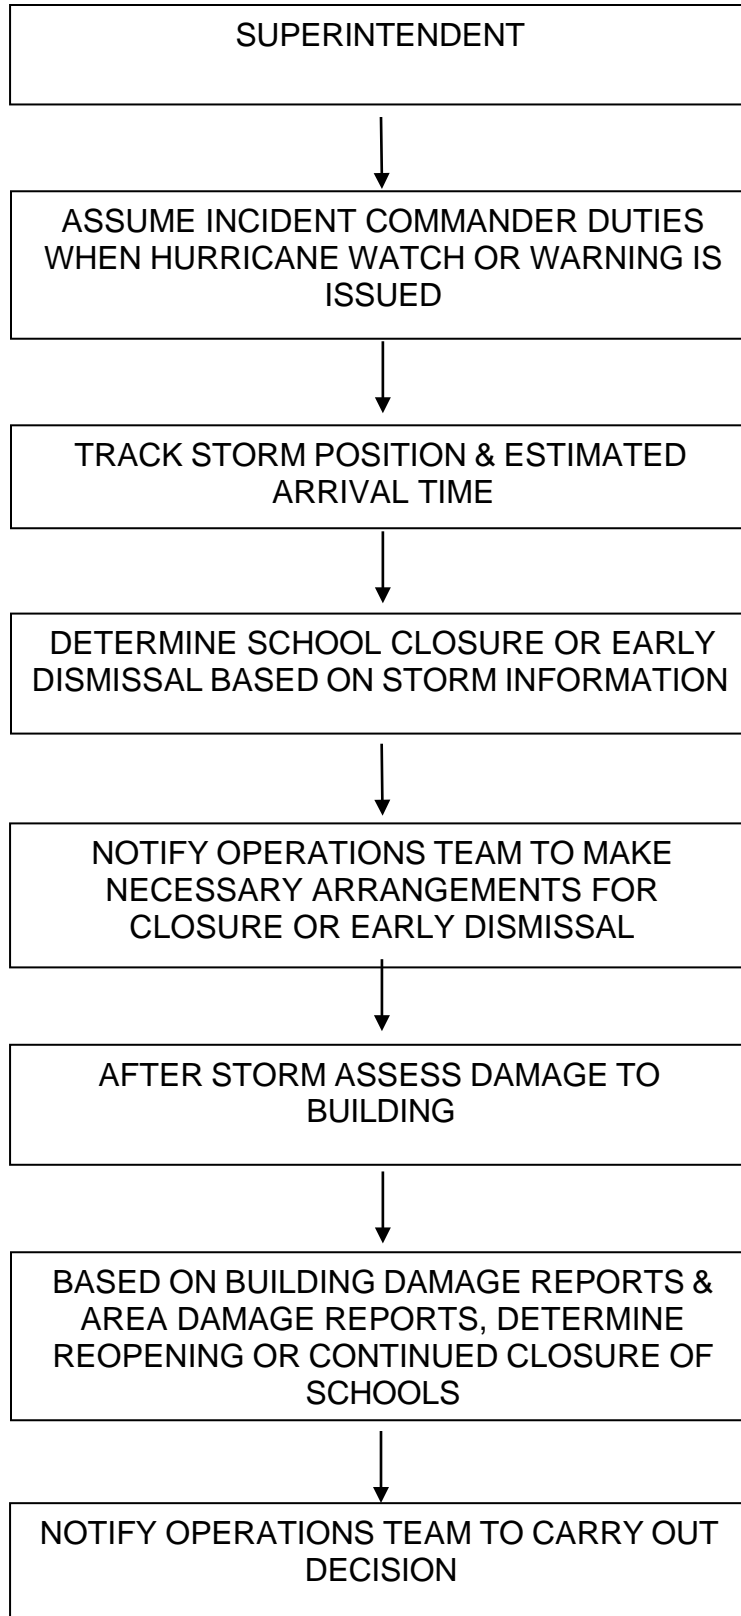 SUPERINTENDENT
ASSUME INCIDENT COMMANDER DUTIES
WHEN HURRICANE WATCH OR WARNING IS
ISSUED
TRACK STORM POSITION & ESTIMATED
ARRIVAL TIME
DETERMINE SCHOOL CLOSURE OR EARLY
DISMISSAL BASED ON STORM INFORMATION
NOTIFY OPERATIONS TEAM TO MAKE
NECESSARY ARRANGEMENTS FOR
CLOSURE OR EARLY DISMISSAL
AFTER STORM ASSESS DAMAGE TO
BUILDING
BASED ON BUILDING DAMAGE REPORTS &
AREA DAMAGE REPORTS, DETERMINE
REOPENING OR CONTINUED CLOSURE OF
SCHOOLS
NOTIFY OPERATIONS TEAM TO CARRY OUT
DECISION